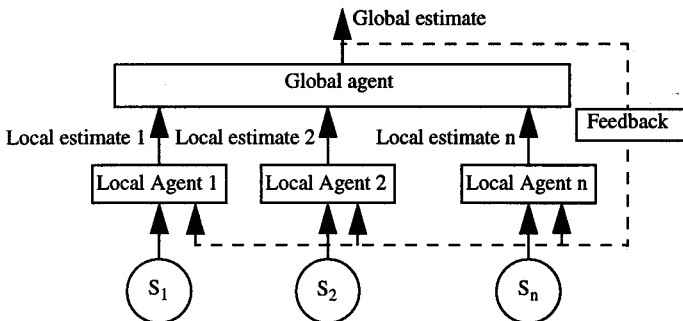 Global estimate
Global agent
Local estimate 1
Local estimate 2
Local estimate n
Feedback
Local Agent 1
Local Agent 2
Local Agent n
S1
S2
Sn